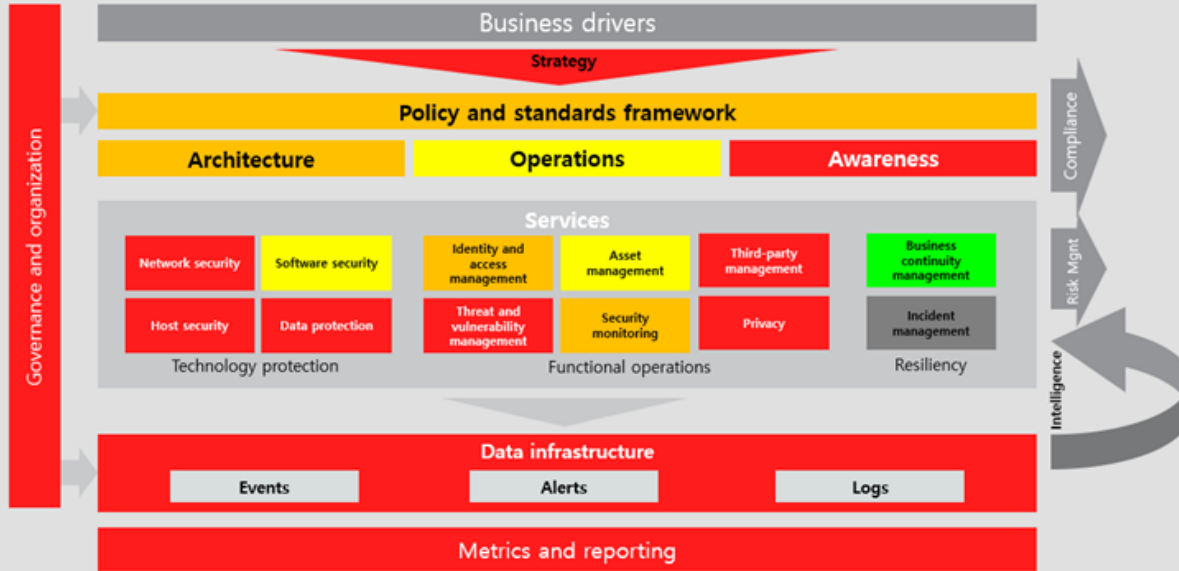 Business drivers
Strategy
Governance and organization
Policy and standards framework
Architecture
Operations
Awareness
Compliance
Services
Network security
Software security
Host security
Data protection
Technology protection
Identity and
access
management
Asset
management
Third-party
management
Threat and
vulnerability
management
Security
monitoring
Privacy
Functional operations
Business
continuity
management
Incident
management
Resiliency
Risk Mgmt
Intelligence
Data infrastructure
Events
Alerts
Logs
Metrics and reporting